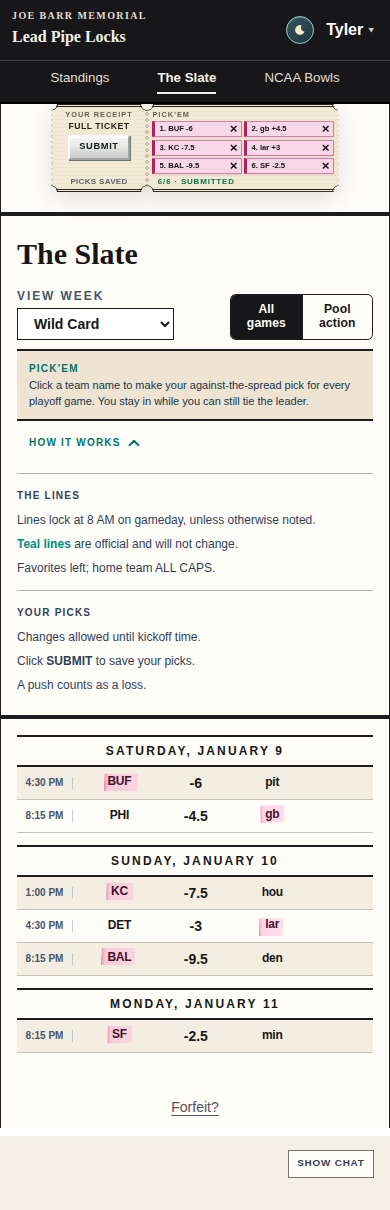 JOE BARR MEMORIAL
Lead Pipe Locks
Tyler ▾
Standings
The Slate
NCAA Bowls
YOUR RECEIPT
FULL TICKET
SUBMIT
PICKS SAVED
PICK'EM
1. BUF -6 ✕
2. gb +4.5 ✕
3. KC -7.5 ✕
4. lar +3 ✕
5. BAL -9.5 ✕
6. SF -2.5 ✕
6/6 · SUBMITTED
The Slate
VIEW WEEK
Wild Card
All games
Pool action
PICK'EM
Click a team name to make your against-the-spread pick for every
playoff game. You stay in while you can still tie the leader.
HOW IT WORKS
THE LINES
Lines lock at 8 AM on gameday, unless otherwise noted.
Teal lines are official and will not change.
Favorites left; home team ALL CAPS.
YOUR PICKS
Changes allowed until kickoff time.
Click SUBMIT to save your picks.
A push counts as a loss.
SATURDAY, JANUARY 9
4:30 PM BUF -6 pit
8:15 PM PHI -4.5 gb
SUNDAY, JANUARY 10
1:00 PM KC -7.5 hou
4:30 PM DET -3 lar
8:15 PM BAL -9.5 den
MONDAY, JANUARY 11
8:15 PM SF -2.5 min
Forfeit?
SHOW CHAT